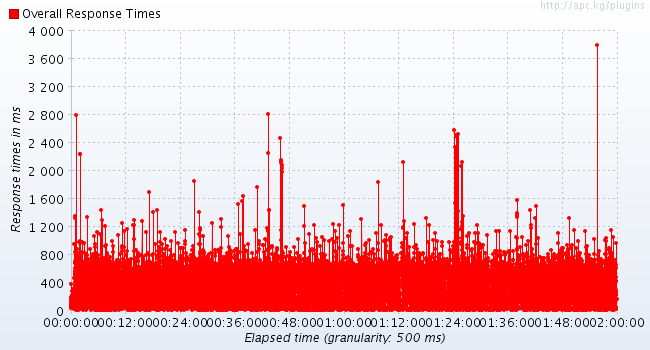 http://apc.kg/plugins
Overall Response Times
4 000
3 600
3 200
2 800
2 400
2 000
1 600
1 200
800
400
0
Response times in ms
00:00:00 00:12:00 00:24:00 00:36:00 00:48:00 01:00:00 01:12:00 01:24:00 01:36:00 01:48:00 02:00:00
Elapsed time (granularity: 500 ms)